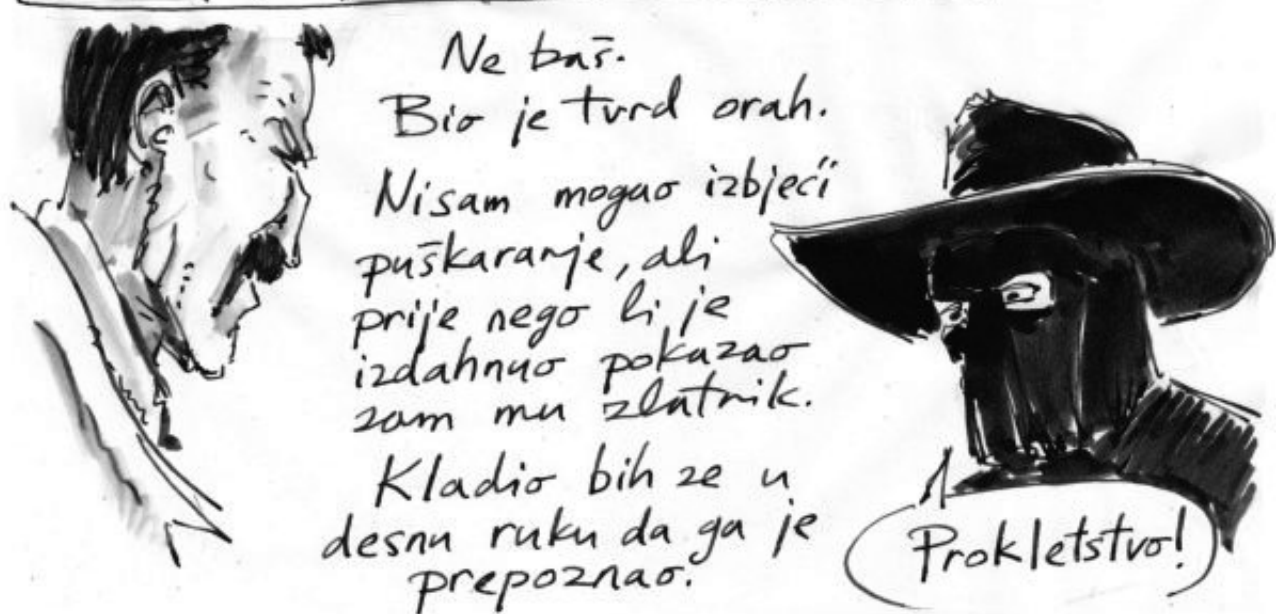 Ne baš.
Bio je tvrd orah.
Nisam mogao izbjeći
puškaranje, ali
prije nego li je
izdahnuo pokazao
sam mu zlatnik.
Kladio bih se u
desnu ruku da ga je
prepoznao.
Prokletstvo!